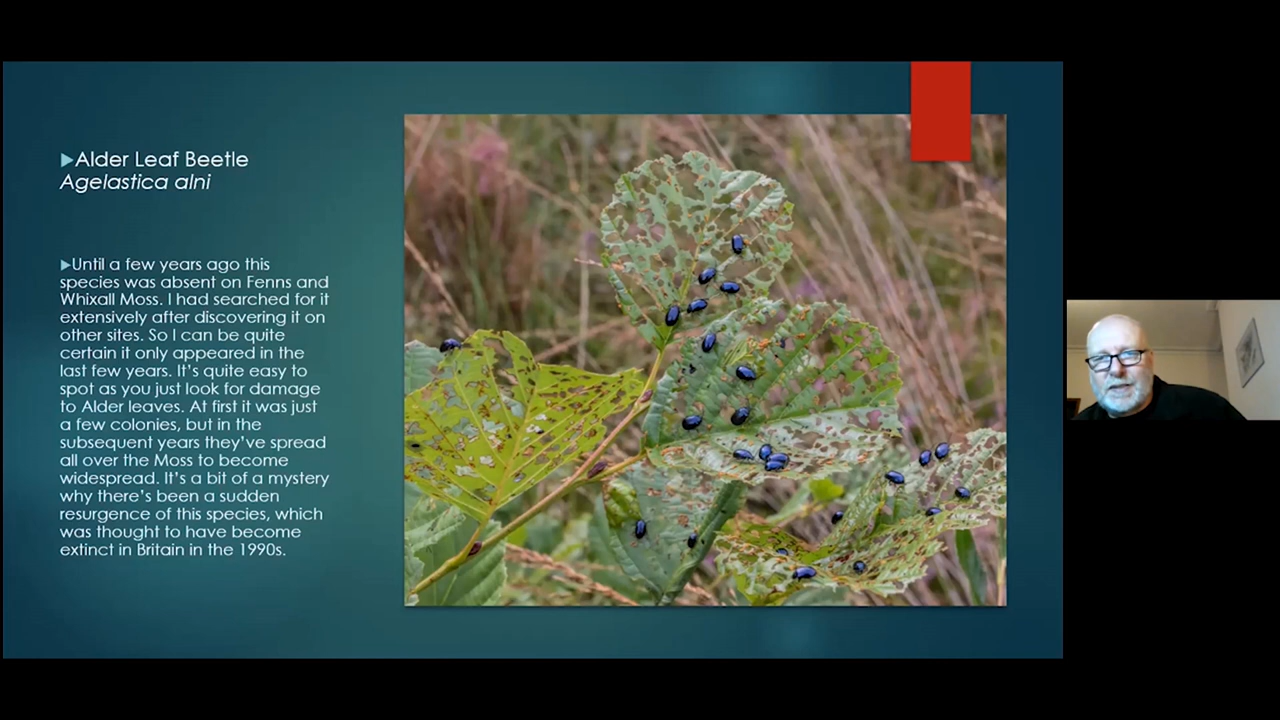 ▶Alder Leaf Beetle
Agelastica alni
▶Until a few years ago this
species was absent on Fenns and
Whixall Moss. I had searched for it
extensively after discovering it on
other sites. So I can be quite
certain it only appeared in the
last few years. It's quite easy to
spot as you just look for damage
to Alder leaves. At first it was just
a few colonies, but in the
subsequent years they've spread
all over the Moss to become
widespread. It's a bit of a mystery
why there's been a sudden
resurgence of this species, which
was thought to have become
extinct in Britain in the 1990s.